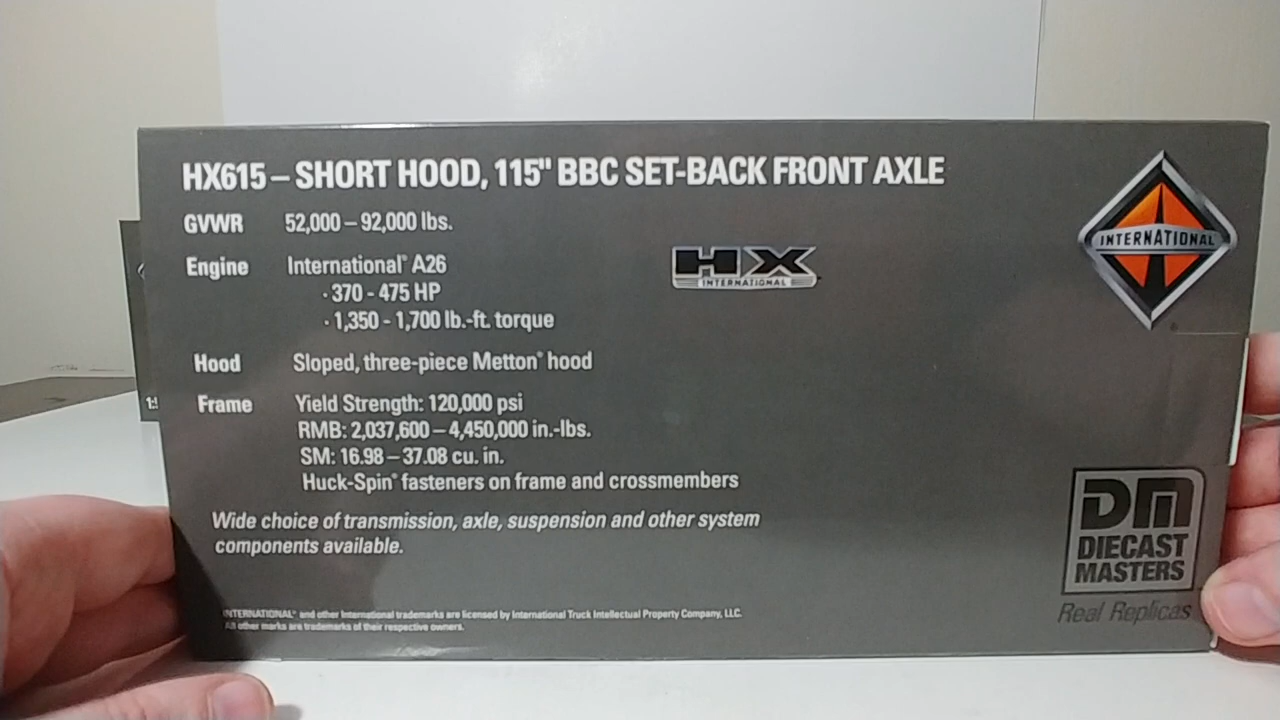 HX615 – SHORT HOOD, 115" BBC SET-BACK FRONT AXLE
GVWR 52,000 – 92,000 lbs.
Engine International® A26
· 370 - 475 HP
· 1,350 - 1,700 lb.-ft. torque
HX
INTERNATIONAL
INTERNATIONAL
®
Hood Sloped, three-piece Metton® hood
Frame Yield Strength: 120,000 psi
RMB: 2,037,600 – 4,450,000 in.-lbs.
SM: 16.98 – 37.08 cu. in.
Huck-Spin® fasteners on frame and crossmembers
Wide choice of transmission, axle, suspension and other system
components available.
DM
DIECAST
MASTERS
Real Replicas
INTERNATIONAL® and other International trademarks are licensed by International Truck Intellectual Property Company, LLC.
All other marks are trademarks of their respective owners.